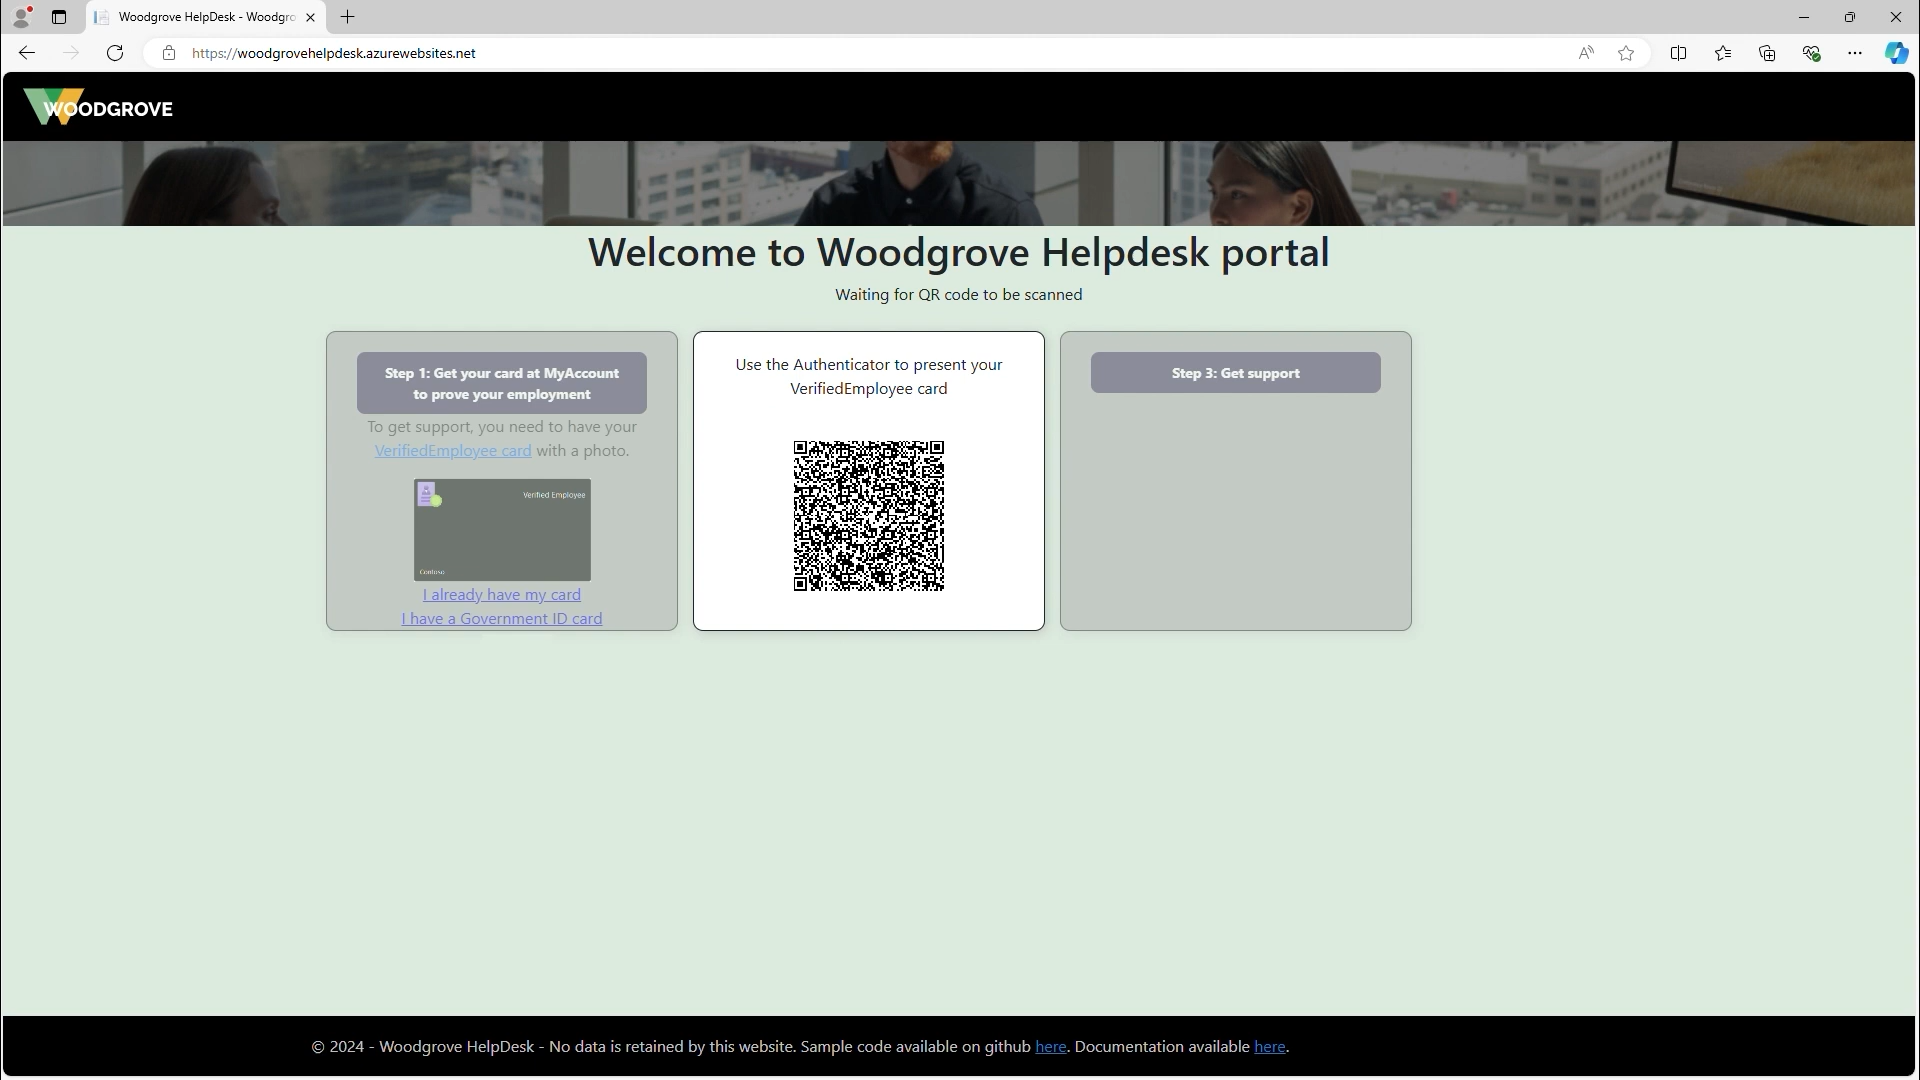 Woodgrove HelpDesk - Woodgro
https://woodgrovehelpdesk.azurewebsites.net
WOODGROVE
Welcome to Woodgrove Helpdesk portal
Waiting for QR code to be scanned
Step 1: Get your card at MyAccount
to prove your employment
To get support, you need to have your
VerifiedEmployee card with a photo.
Verified Employee
Contoso
I already have my card
I have a Government ID card
Use the Authenticator to present your
VerifiedEmployee card
Step 3: Get support
© 2024 - Woodgrove HelpDesk - No data is retained by this website. Sample code available on github here. Documentation available here.